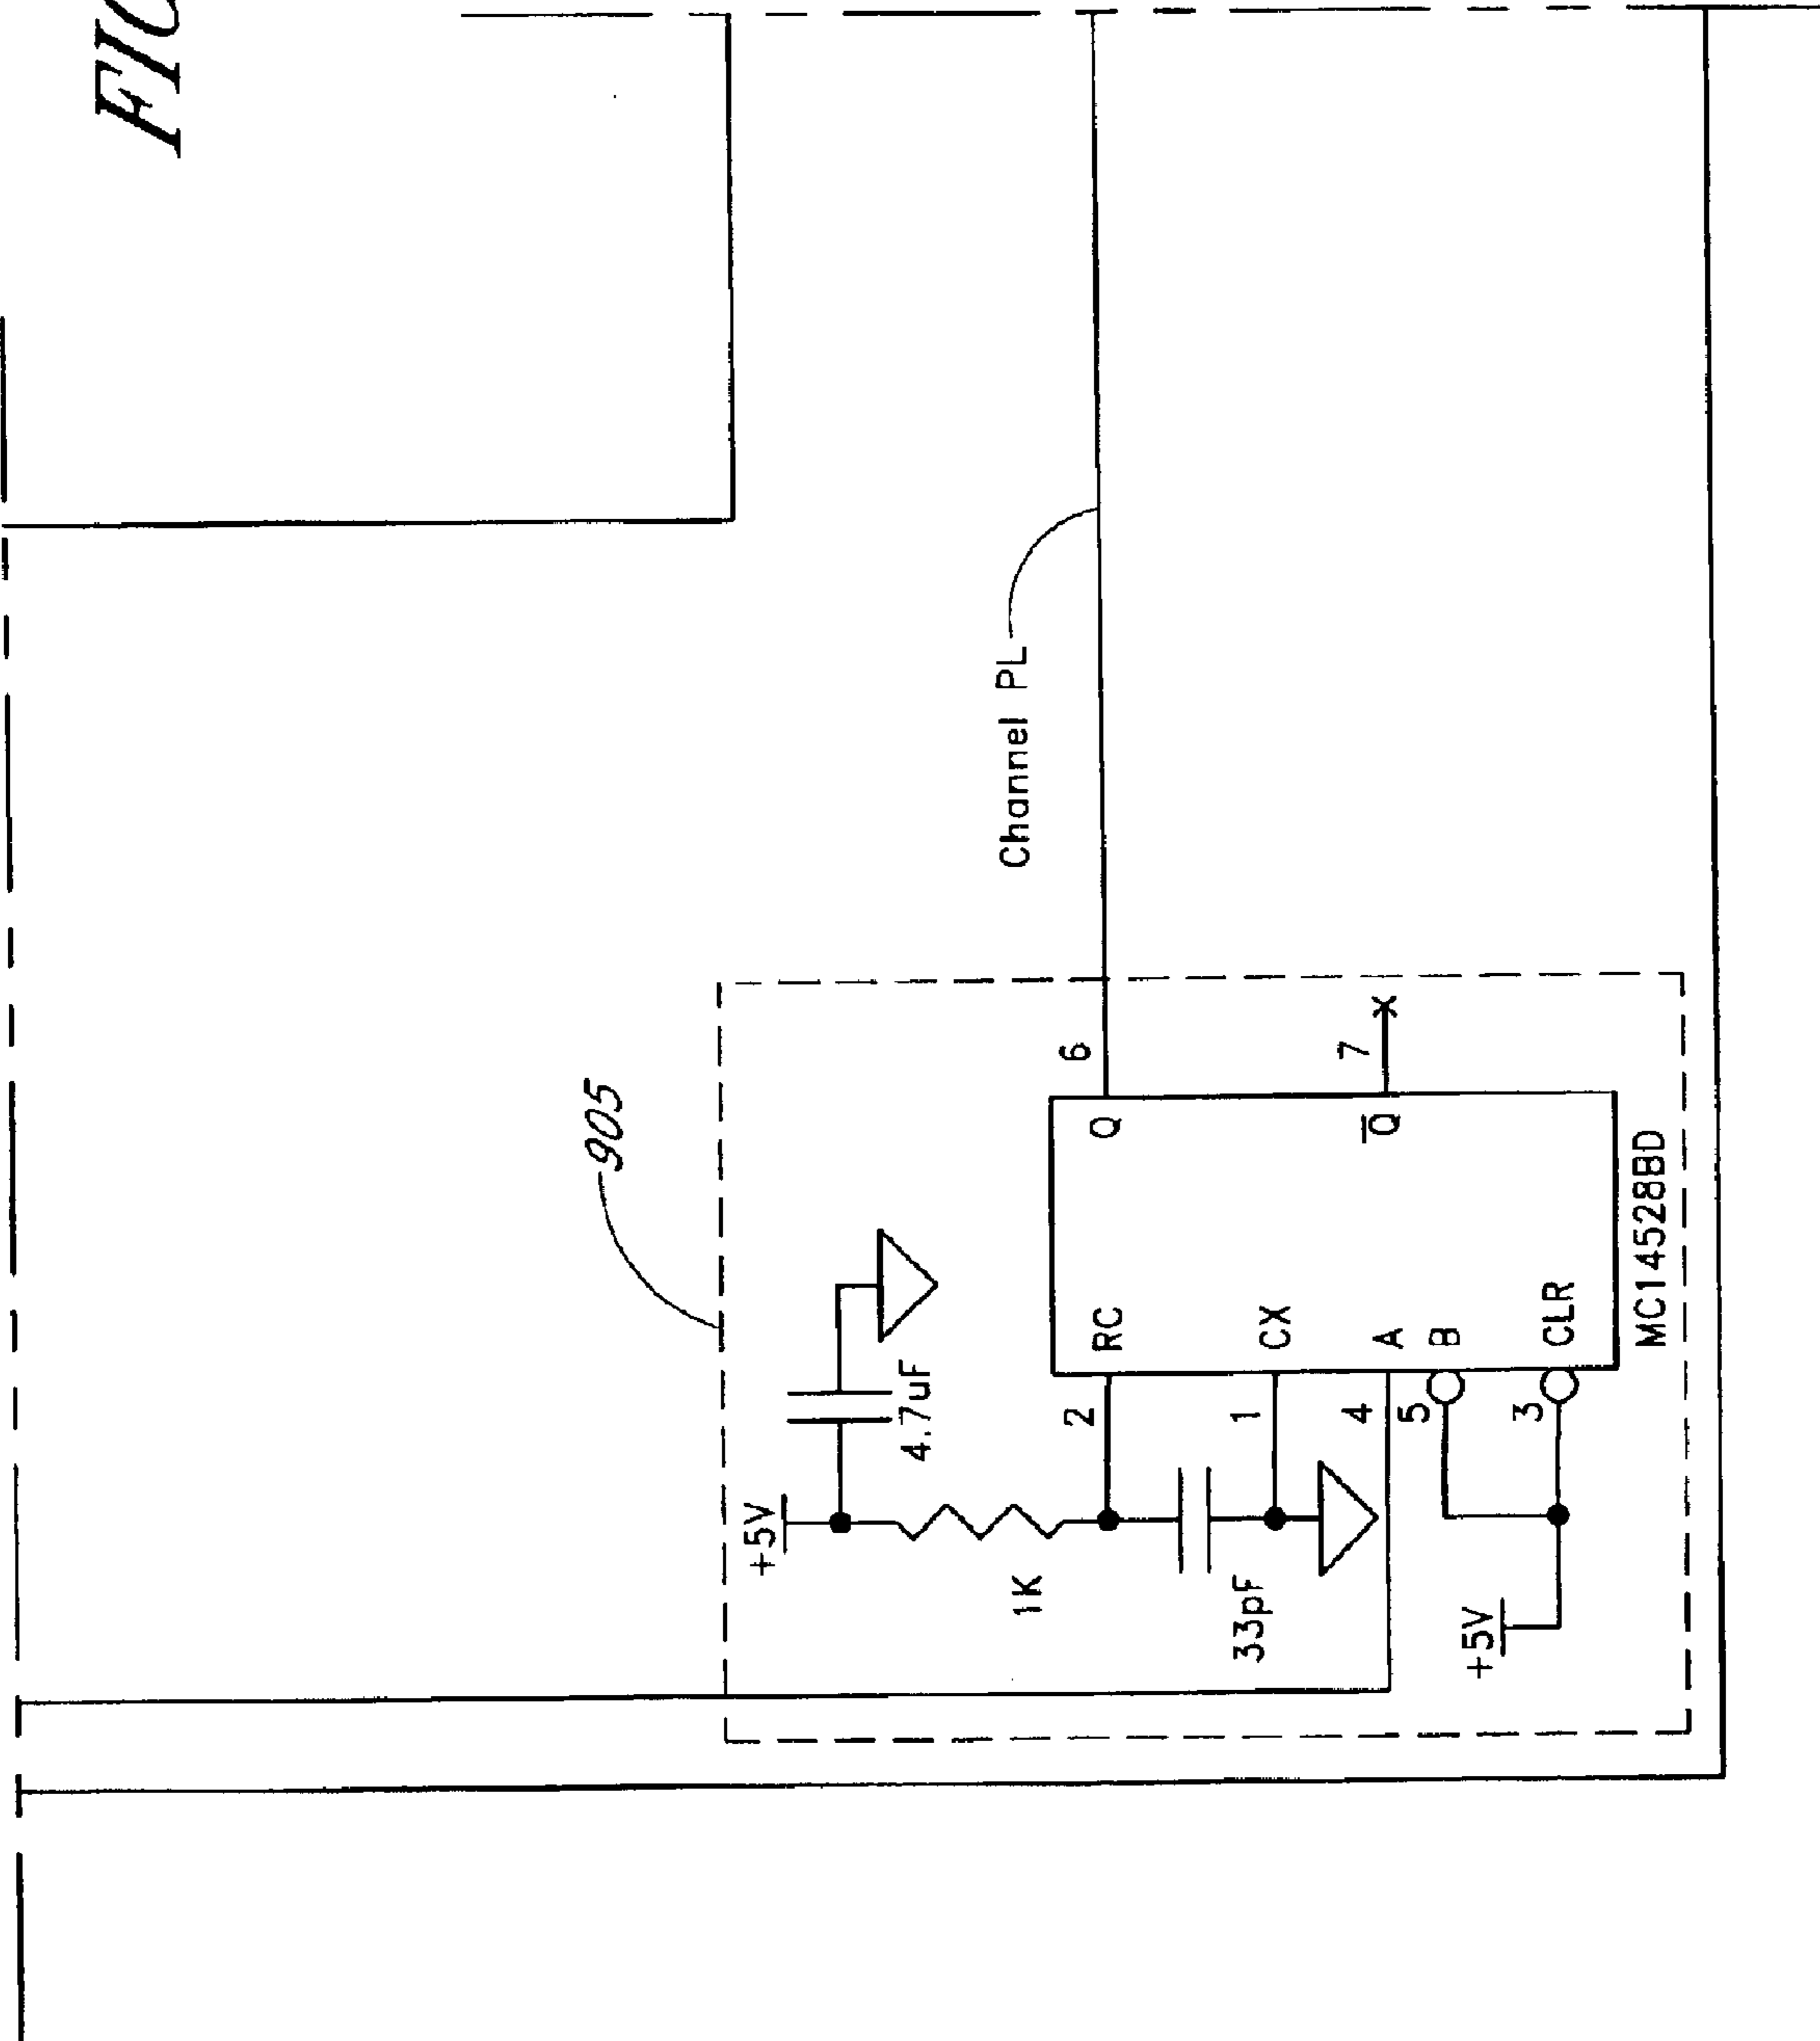 FIG
905
Channel PL
+5V
4.7uF
1K
33pF
+5V
2
1
4
5
3
RC
CX
A
B
CLR
Q
Q̅
6
7
MC14528BD